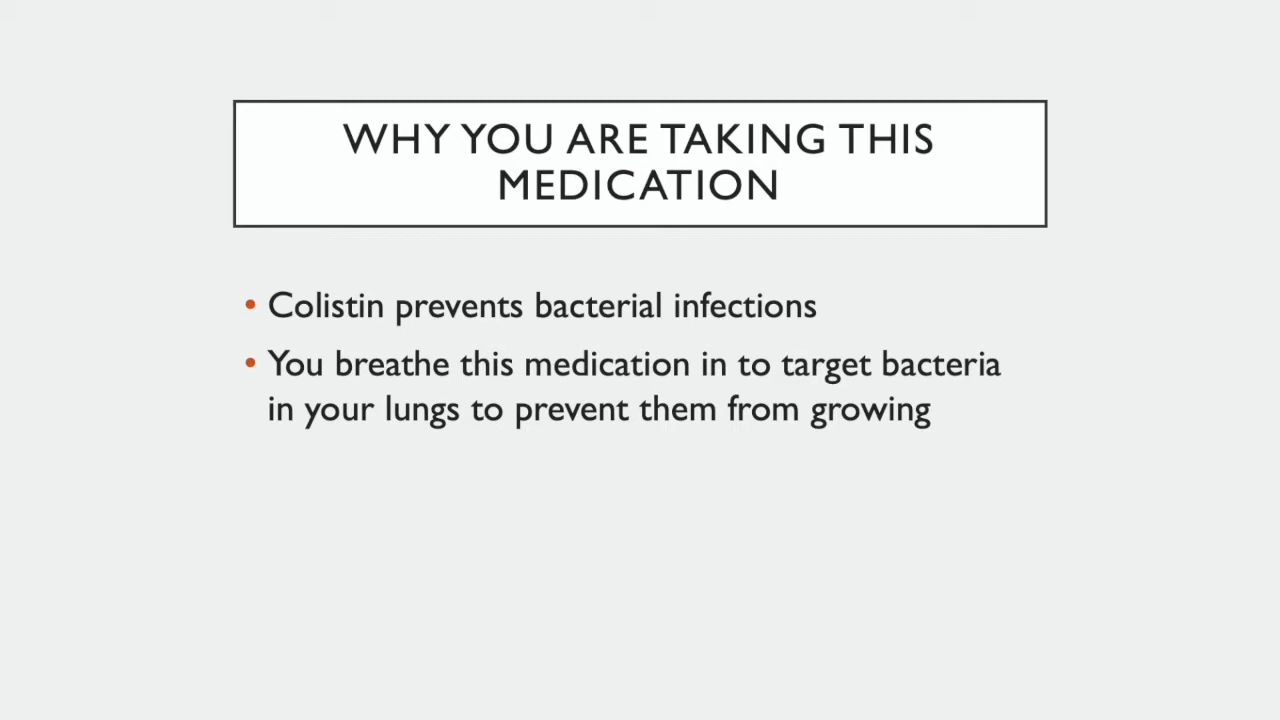 WHY YOU ARE TAKING THIS
MEDICATION
• Colistin prevents bacterial infections
• You breathe this medication in to target bacteria
in your lungs to prevent them from growing